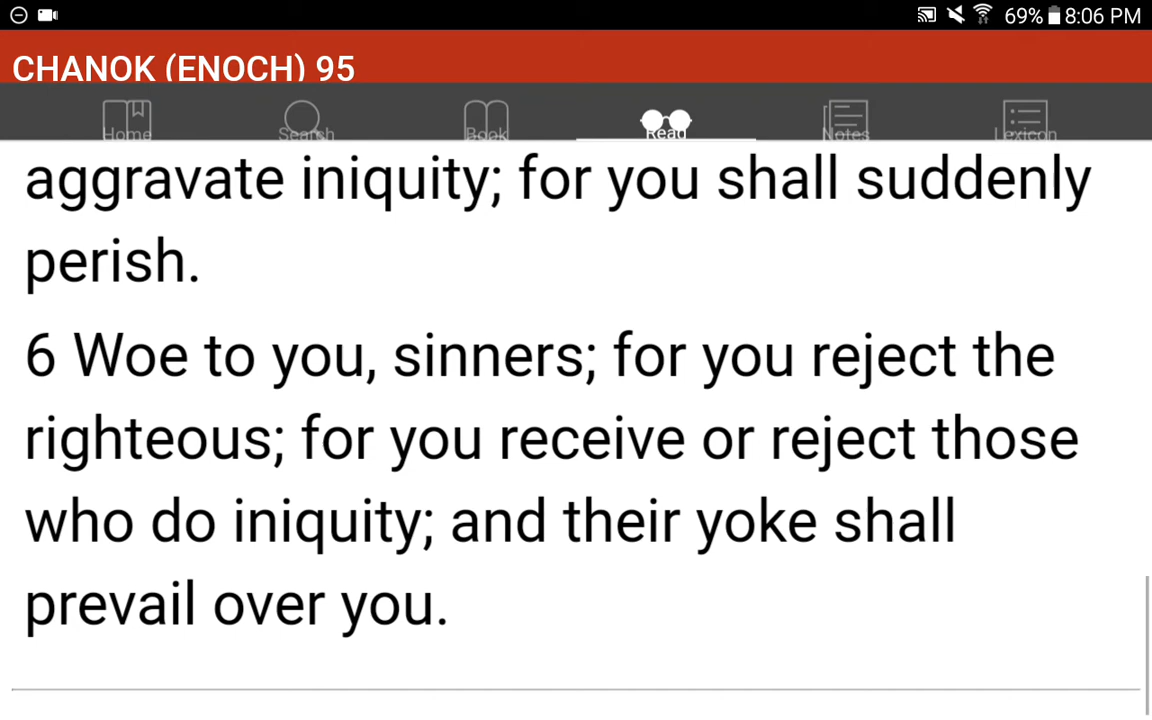 69% 8:06 PM
CHANOK (ENOCH) 95
Home Search Book Read Notes Lexicon
aggravate iniquity; for you shall suddenly
perish.
6 Woe to you, sinners; for you reject the
righteous; for you receive or reject those
who do iniquity; and their yoke shall
prevail over you.